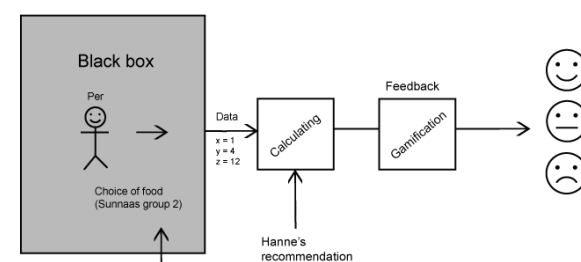 Black box
Per
Choice of food
(Sunnaas group 2)
Data
x = 1
y = 4
z = 12
Calculating
Hanne's
recommendation
Feedback
Gamification